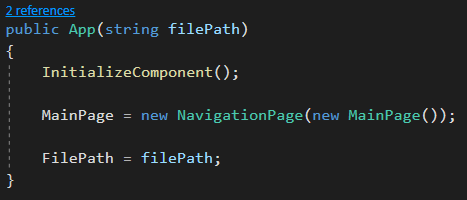 2 references
public App(string filePath)
{
InitializeComponent();
MainPage = new NavigationPage(new MainPage());
FilePath = filePath;
}